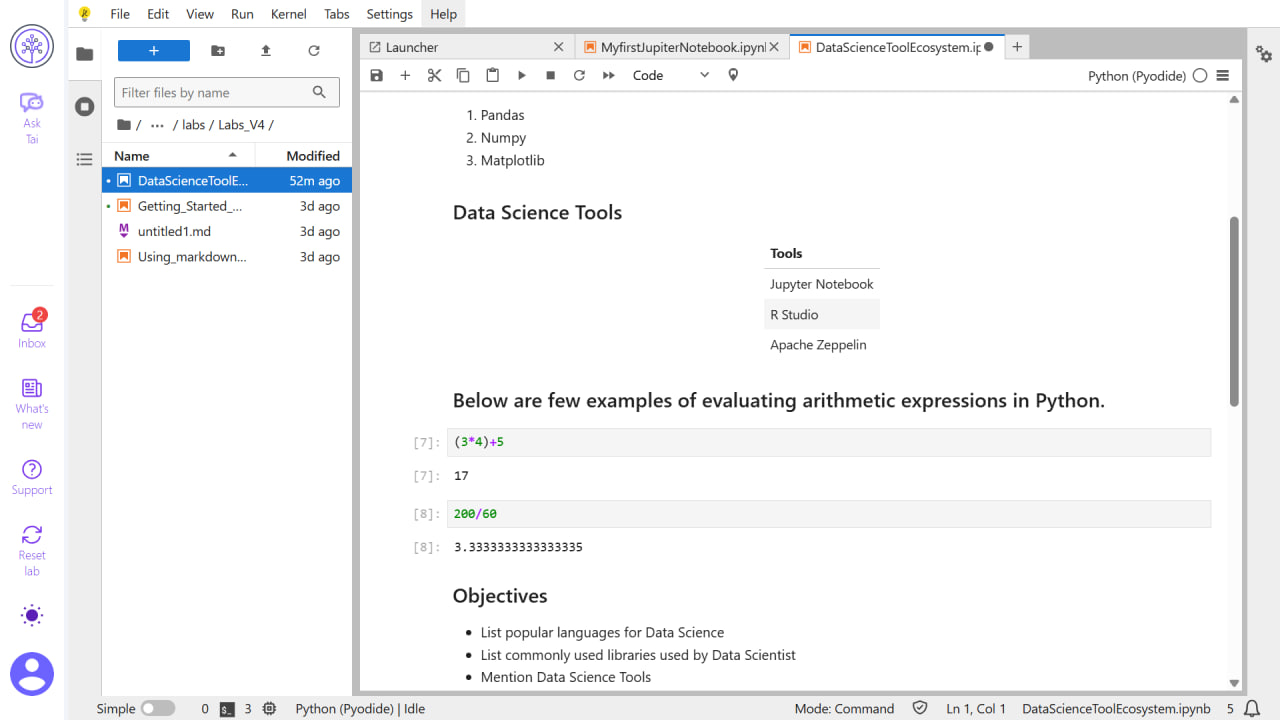 File Edit View Run Kernel Tabs Settings Help
Ask
Tai
2
Inbox
What's
new
Support
Reset
lab
Filter files by name
/ ... / labs / Labs_V4 /
Name Modified
DataScienceToolE... 52m ago
Getting_Started_... 3d ago
untitled1.md 3d ago
Using_markdown... 3d ago
Launcher
MyfirstJupiterNotebook.ipynl
DataScienceToolEcosystem.ip
Code
Python (Pyodide)
1. Pandas
2. Numpy
3. Matplotlib
Data Science Tools
Tools
Jupyter Notebook
R Studio
Apache Zeppelin
Below are few examples of evaluating arithmetic expressions in Python.
[7]: (3*4)+5
[7]: 17
[8]: 200/60
[8]: 3.3333333333333335
Objectives
• List popular languages for Data Science
• List commonly used libraries used by Data Scientist
• Mention Data Science Tools
Simple 0 $_ 3 Python (Pyodide) | Idle Mode: Command Ln 1, Col 1 DataScienceToolEcosystem.ipynb 5